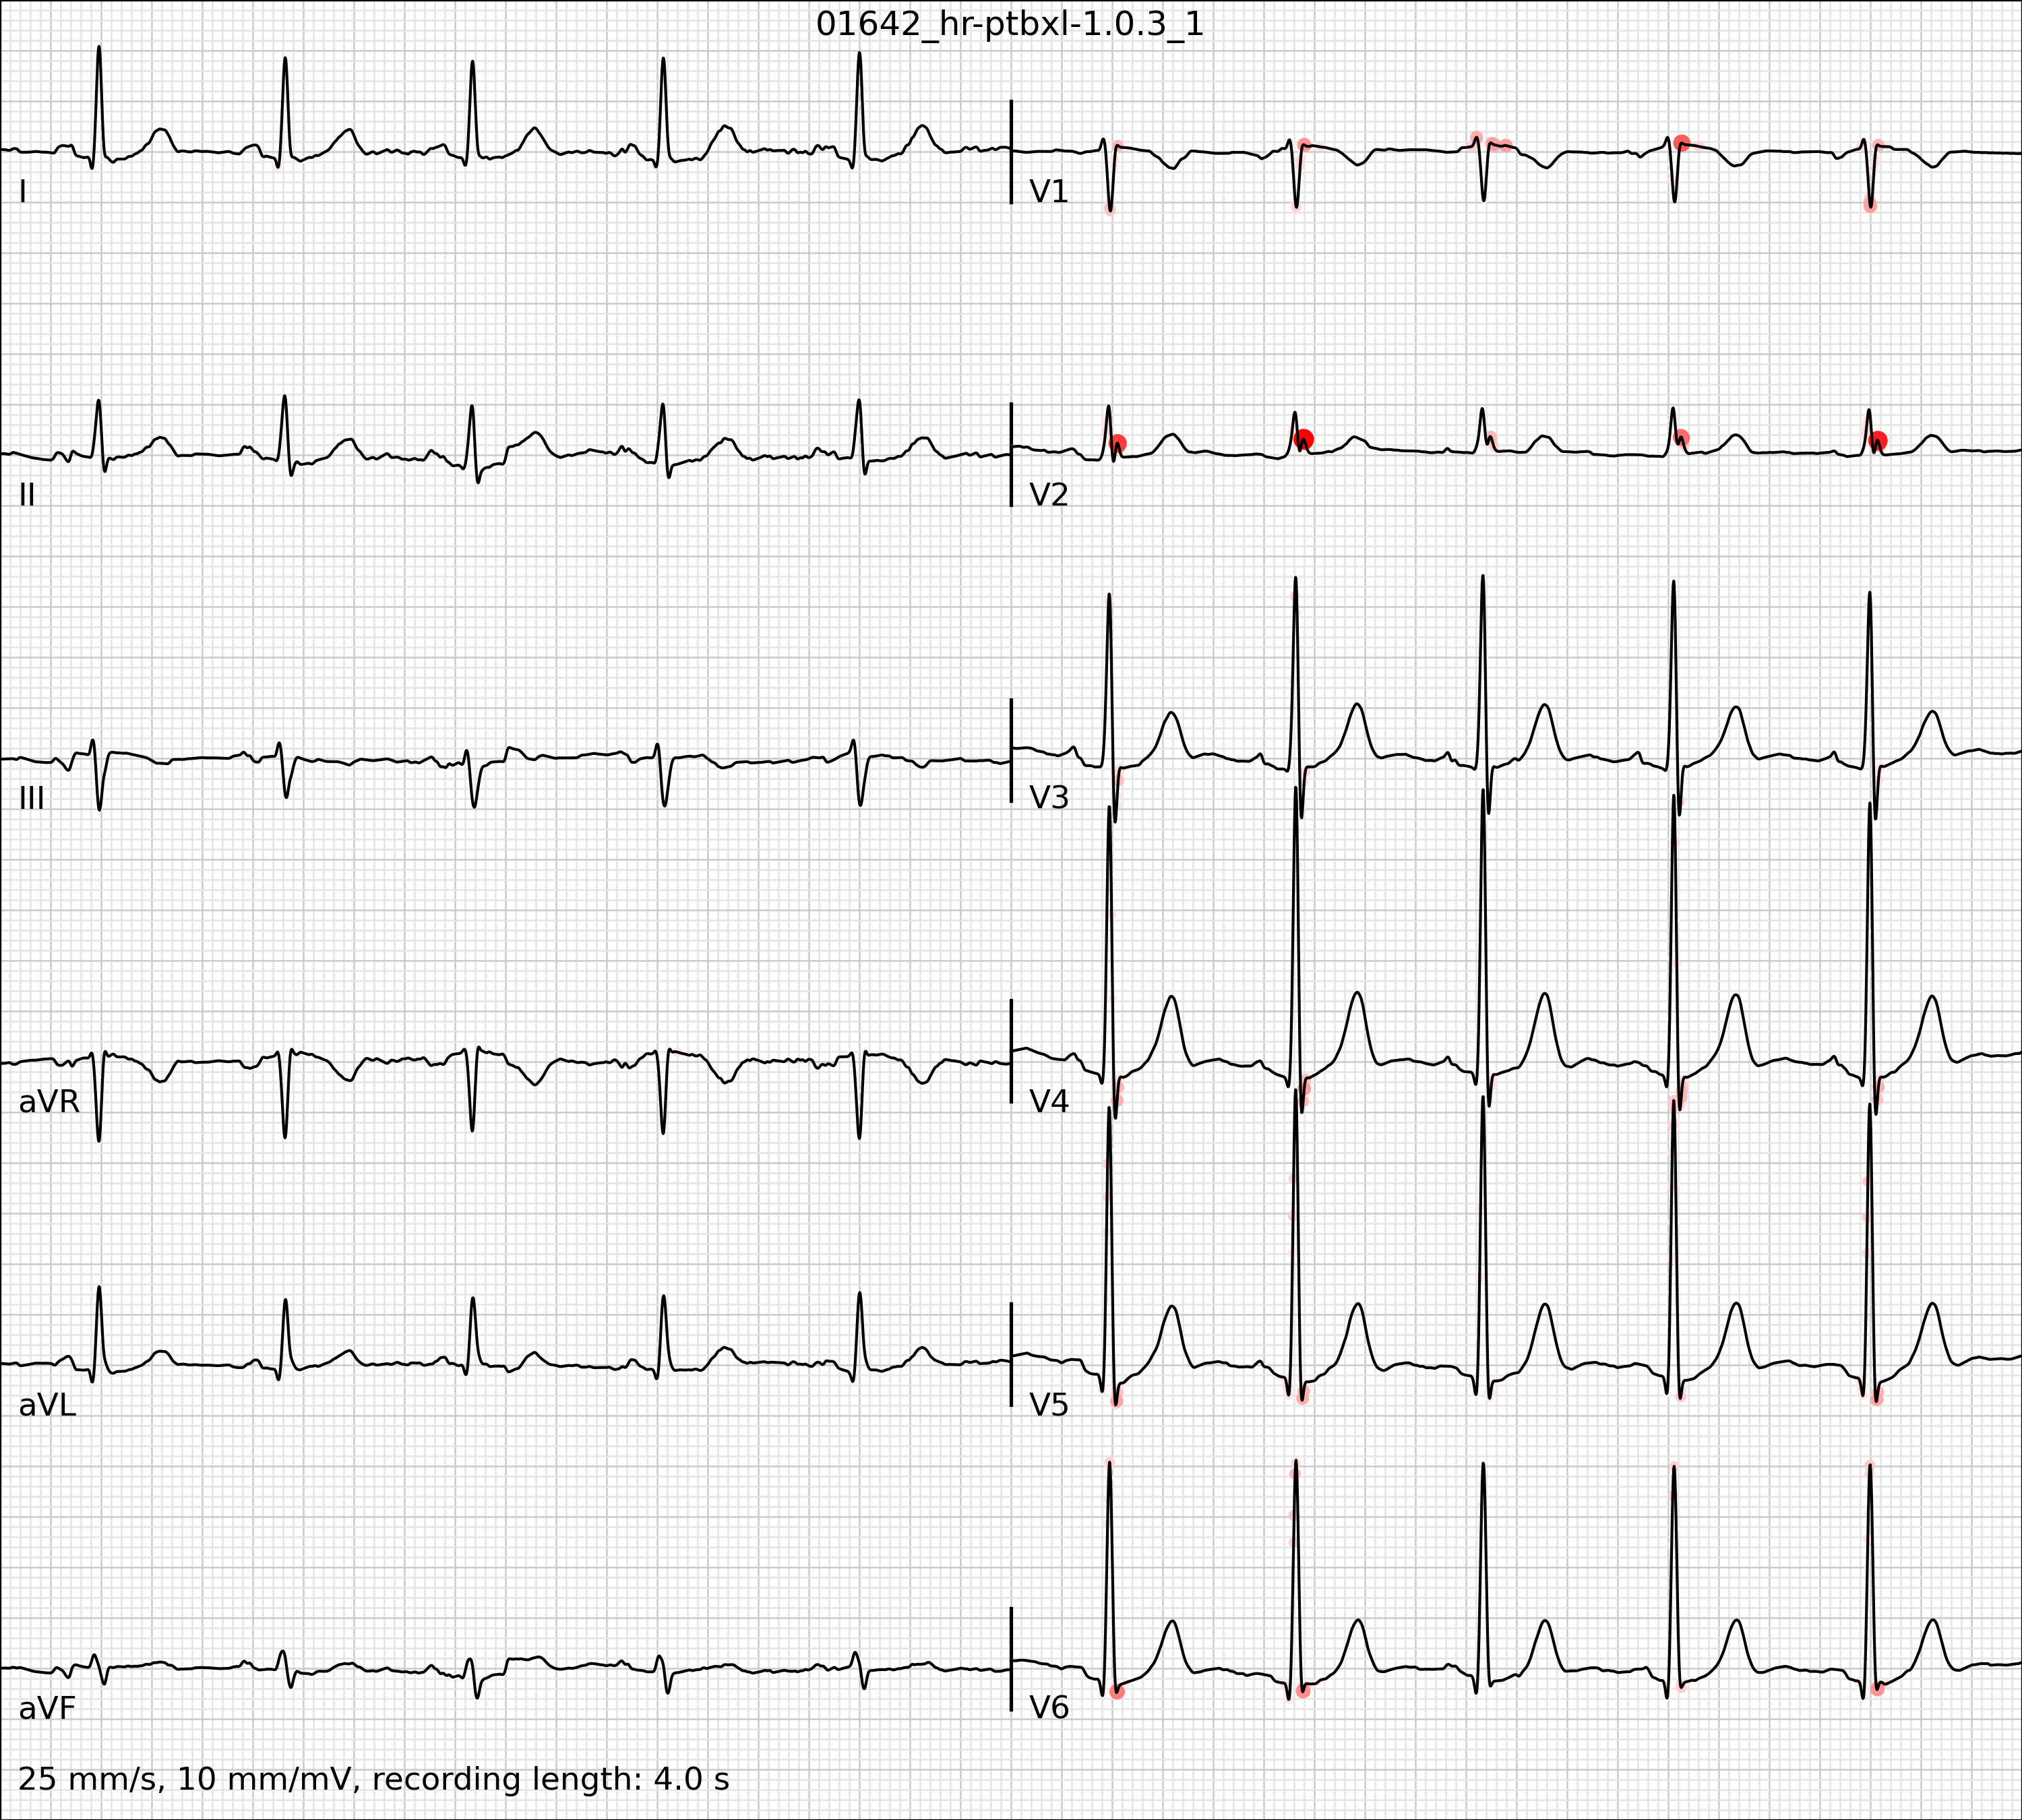 01642_hr-ptbxl-1.0.3_1
I
V1
II
V2
III
V3
aVR
V4
aVL
V5
aVF
V6
25 mm/s, 10 mm/mV, recording length: 4.0 s